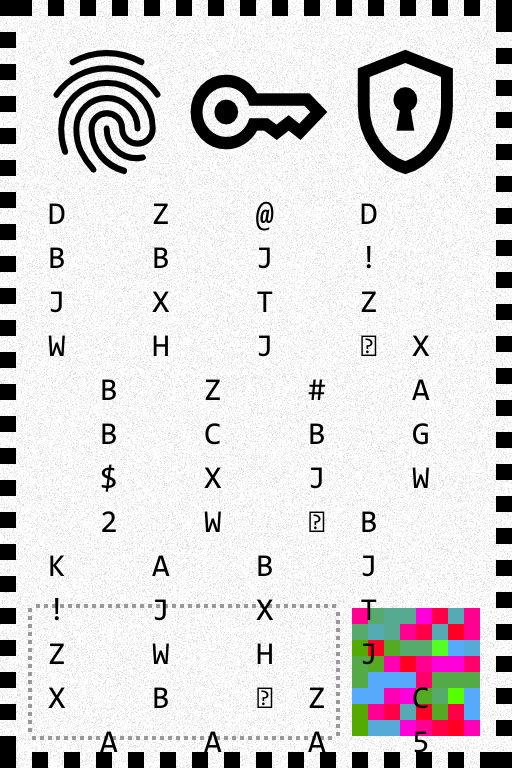 D Z @ D
B B J !
J X T Z
W H J X
B Z # A
B C B G
$ X J W
2 W B
K A B J
! J X T
Z W H J
X B Z C
A A A 5